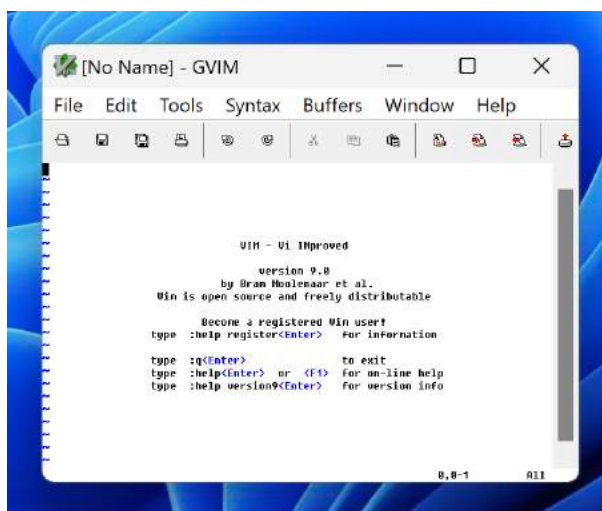 [No Name] - GVIM
File Edit Tools Syntax Buffers Window Help
VIM - Vi IMproved
version 9.0
by Bram Moolenaar et al.
Vim is open source and freely distributable
Become a registered Vim user!
type :help register<Enter> for information
type :q<Enter> to exit
type :help<Enter> or <F1> for on-line help
type :help version9<Enter> for version info
0,0-1 All